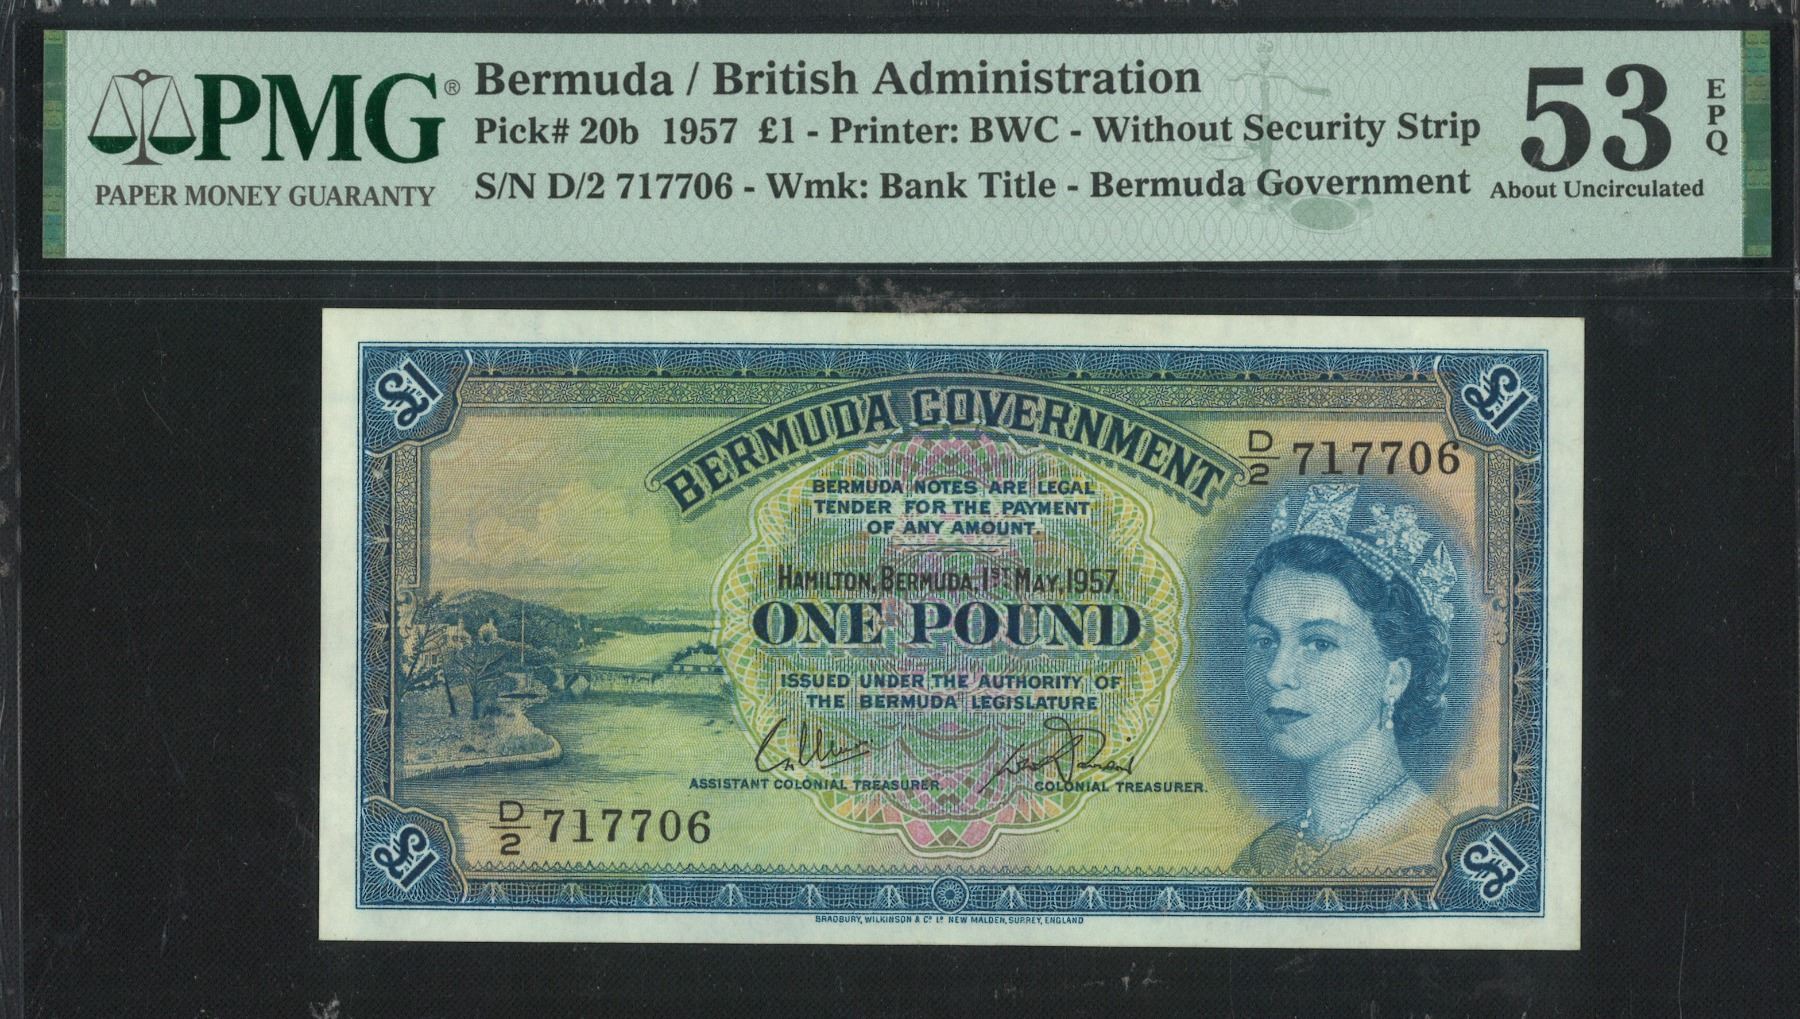 PMG®
PAPER MONEY GUARANTY
Bermuda / British Administration
Pick# 20b 1957 £1 - Printer: BWC - Without Security Strip
S/N D/2 717706 - Wmk: Bank Title - Bermuda Government
53
EPQ
About Uncirculated
£1
£1
BERMUDA GOVERNMENT
D/2 717706
BERMUDA NOTES ARE LEGAL
TENDER FOR THE PAYMENT
OF ANY AMOUNT
HAMILTON, BERMUDA, 1ST MAY, 1957.
ONE POUND
ISSUED UNDER THE AUTHORITY OF
THE BERMUDA LEGISLATURE
ASSISTANT COLONIAL TREASURER.
COLONIAL TREASURER.
D/2 717706
£1
£1
BRADBURY, WILKINSON & Co Ld NEW MALDEN, SURREY, ENGLAND